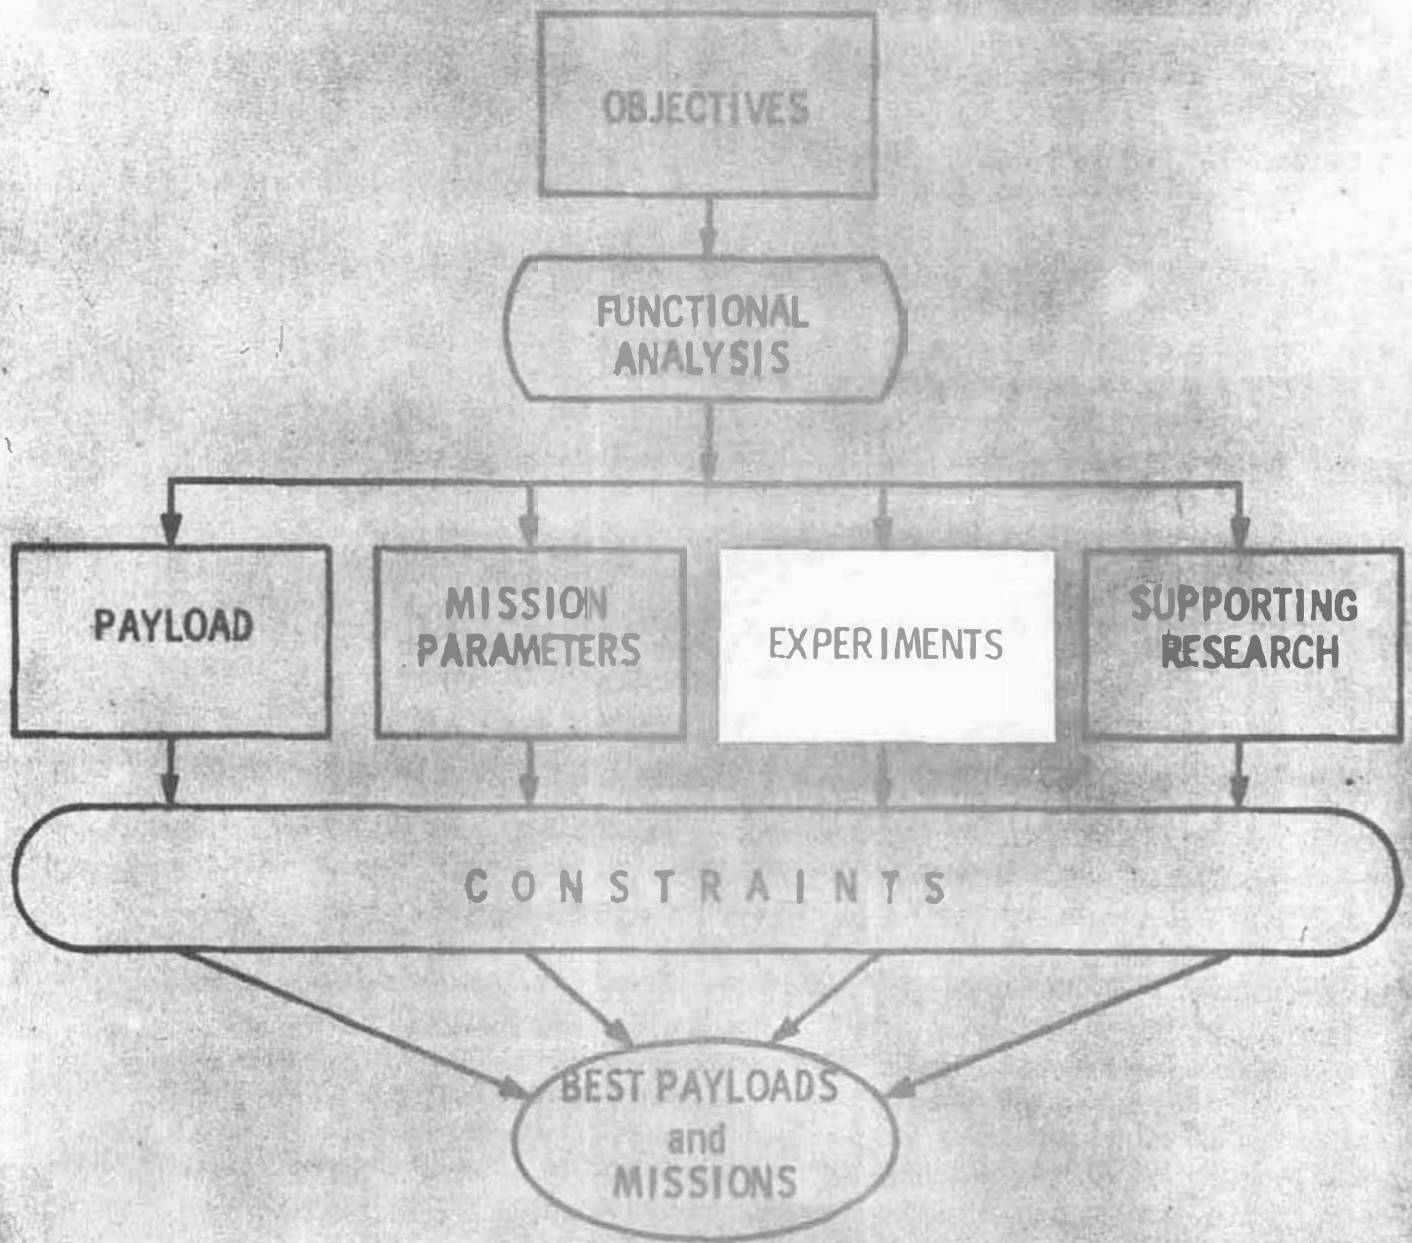 OBJECTIVES
FUNCTIONAL
ANALYSIS
PAYLOAD
MISSION
PARAMETERS
EXPERIMENTS
SUPPORTING
RESEARCH
CONSTRAINTS
BEST PAYLOADS
and
MISSIONS